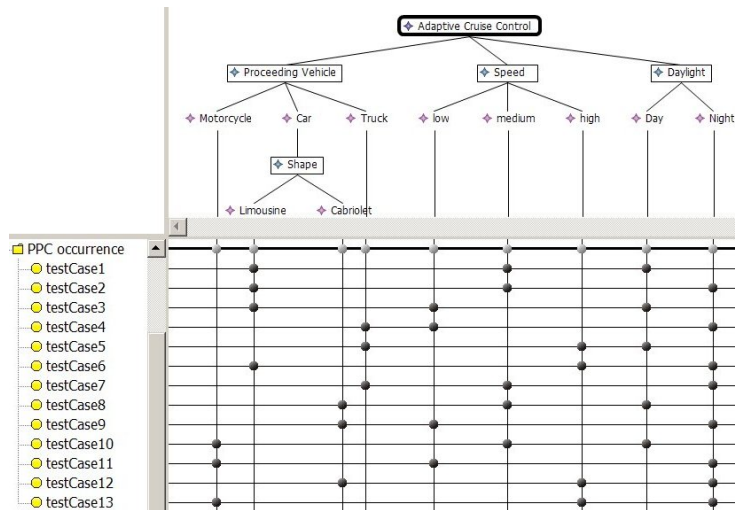 Adaptive Cruise Control
Proceeding Vehicle Speed Daylight
Motorcycle Car Truck low medium high Day Night
Shape
Limousine Cabriolet
PPC occurrence
testCase1
testCase2
testCase3
testCase4
testCase5
testCase6
testCase7
testCase8
testCase9
testCase10
testCase11
testCase12
testCase13